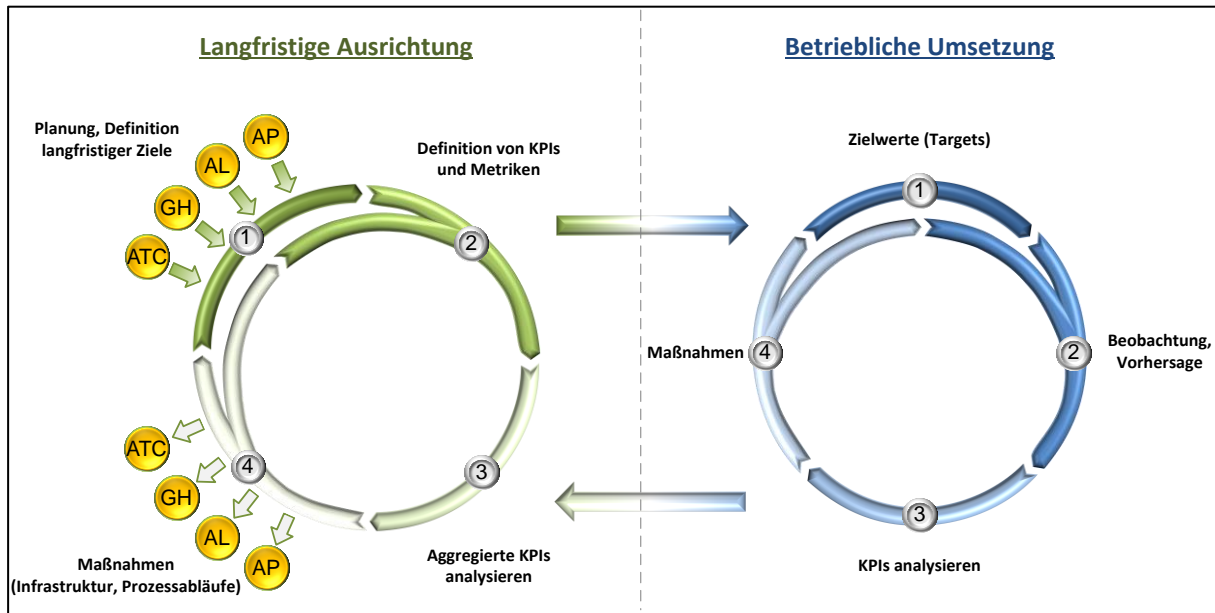 Langfristige Ausrichtung
Planung, Definition
langfristiger Ziele
AP
AL
GH
ATC
1
Definition von KPIs
und Metriken
2
3
Aggregierte KPIs
analysieren
4
ATC
GH
AL
AP
Maßnahmen
(Infrastruktur, Prozessabläufe)
Betriebliche Umsetzung
Zielwerte (Targets)
1
2
Beobachtung,
Vorhersage
3
KPIs analysieren
Maßnahmen
4